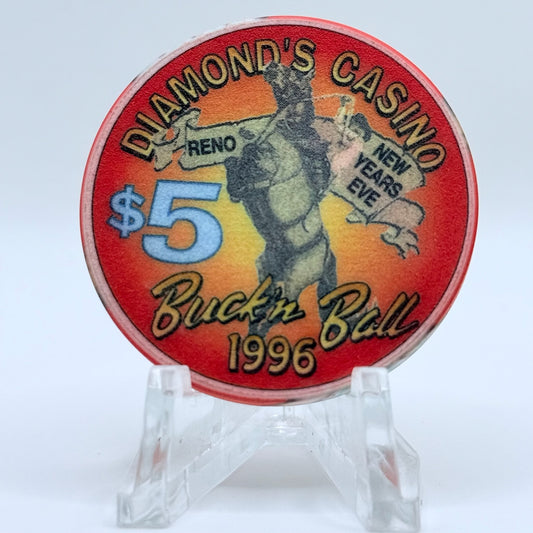 DIAMOND'S CASINO
RENO
NEW
YEARS
EVE
$5
Buck'n Ball
1996